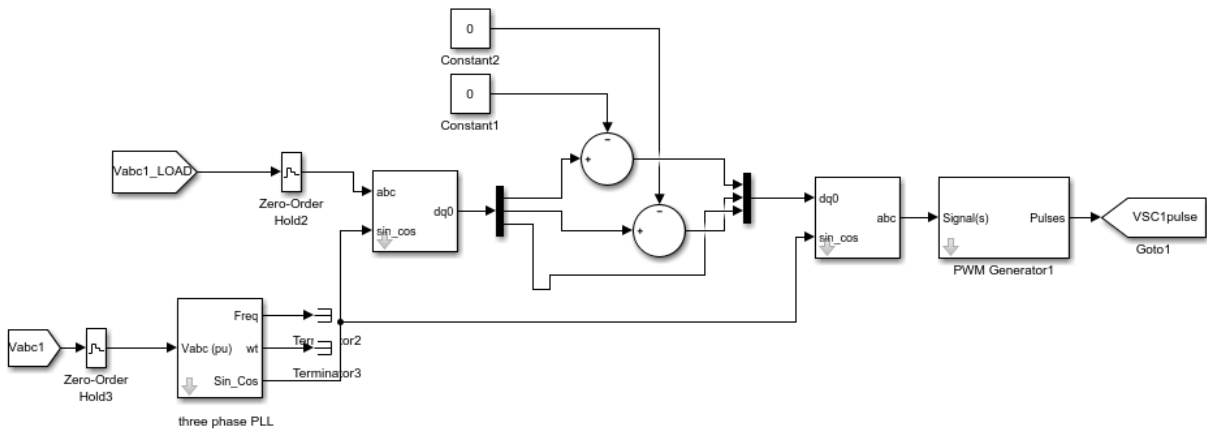 0
Constant2
0
Constant1
−
+
−
+
Vabc1_LOAD
Zero-Order
Hold2
abc
sin_cos
dq0
dq0
sin_cos
abc
Signal(s)
Pulses
PWM Generator1
VSC1pulse
Goto1
Vabc1
Zero-Order
Hold3
Vabc (pu)
Freq
wt
Sin_Cos
three phase PLL
Terminator2
Terminator3